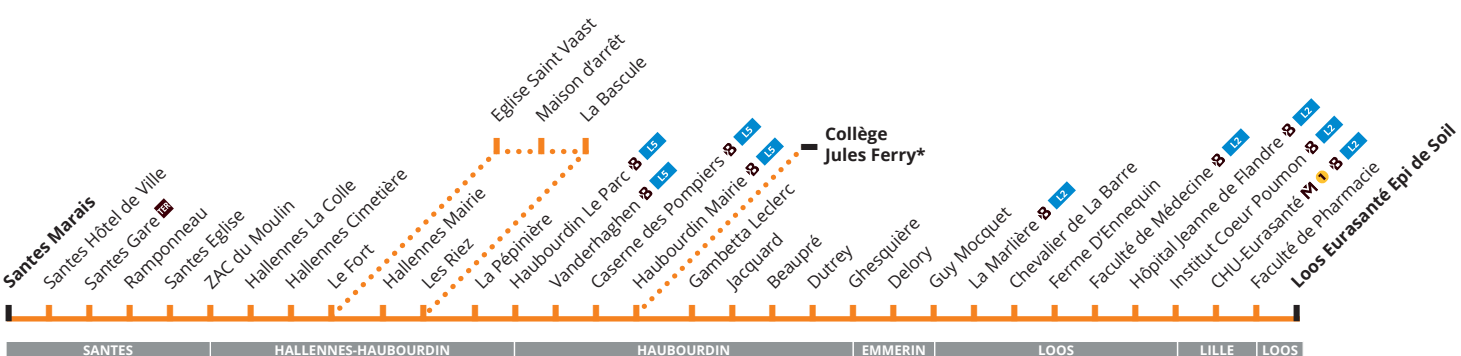 Eglise Saint Vaast
Maison d'arrêt
La Bascule
Collège
Jules Ferry*
Santes Marais
Santes Hôtel de Ville
Santes Gare TER
Ramponneau
Santes Eglise
ZAC du Moulin
Hallennes La Colle
Hallennes Cimetière
Le Fort
Hallennes Mairie
Les Riez
La Pépinière
Haubourdin Le Parc L5
Vanderhaghen L5
Caserne des Pompiers L5
Haubourdin Mairie L5
Gambetta Leclerc
Jacquard
Beaupré
Dutrey
Ghesquière
Delory
Guy Mocquet
La Marlière L2
Chevalier de La Barre
Ferme D'Ennequin
Faculté de Médecine L2
Hôpital Jeanne de Flandre L2
Institut Coeur Poumon L2
CHU-Eurasanté M 1 L2
Faculté de Pharmacie
Loos Eurasanté Epi de Soil
SANTES
HALLENNES-HAUBOURDIN
HAUBOURDIN
EMMERIN
LOOS
LILLE
LOOS